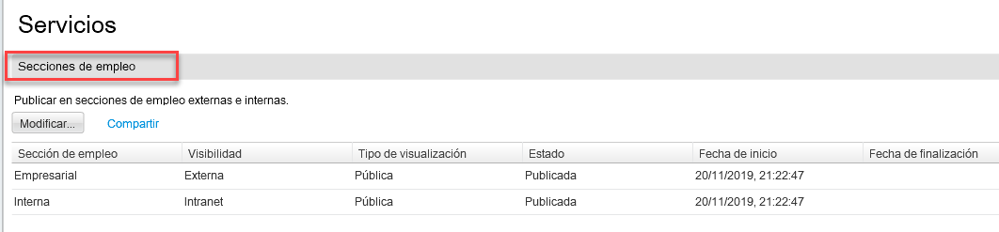 Servicios
Secciones de empleo
Publicar en secciones de empleo externas e internas.
Modificar... Compartir
Sección de empleo Visibilidad Tipo de visualización Estado Fecha de inicio Fecha de finalización
Empresarial Externa Pública Publicada 20/11/2019, 21:22:47
Interna Intranet Pública Publicada 20/11/2019, 21:22:47